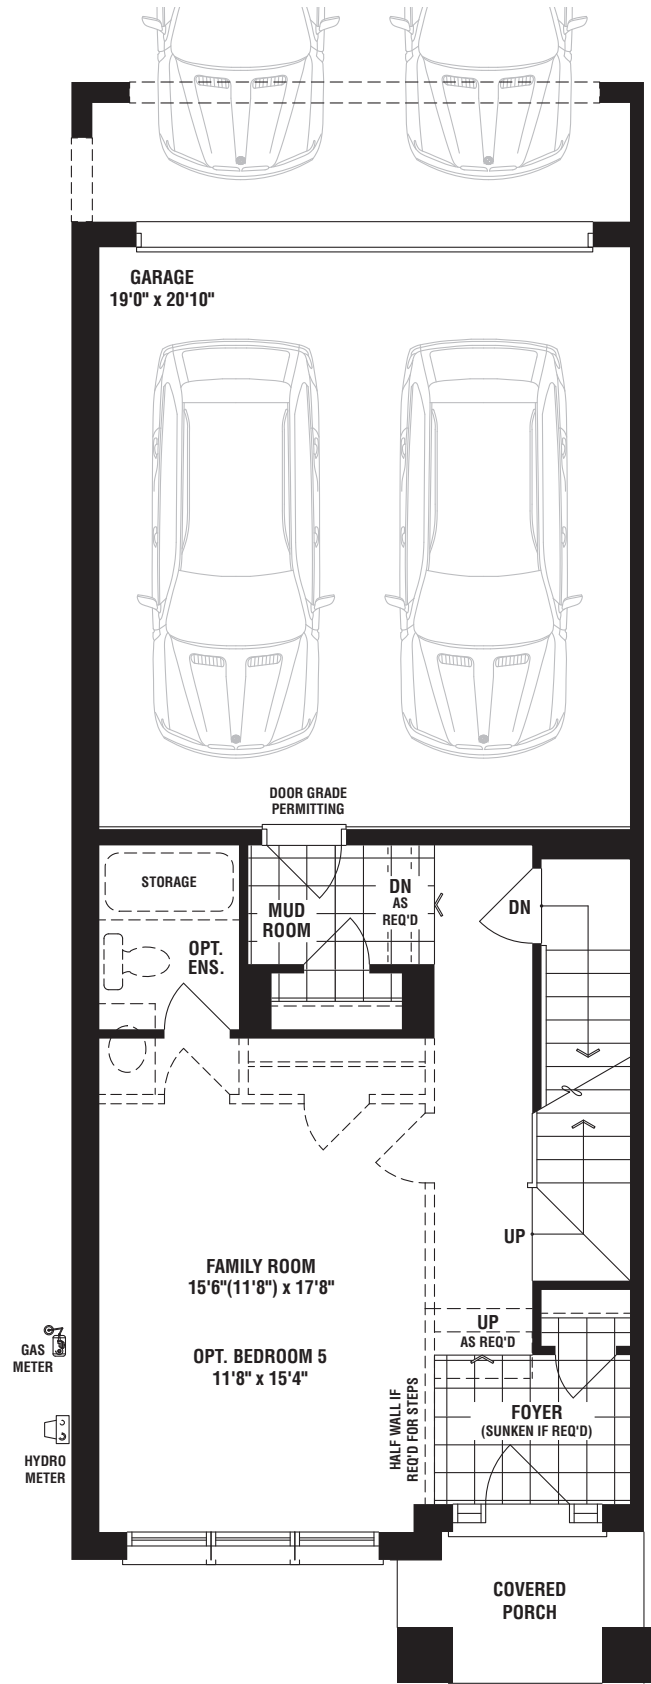 GARAGE
19'0" x 20'10"
DOOR GRADE
PERMITTING
STORAGE
MUD
ROOM
DN
AS
REQ'D
DN
OPT.
ENS.
UP
FAMILY ROOM
15'6"(11'8") x 17'8"
OPT. BEDROOM 5
11'8" x 15'4"
UP
AS REQ'D
GAS
METER
HALF WALL IF
REQ'D FOR STEPS
FOYER
(SUNKEN IF REQ'D)
HYDRO
METER
COVERED
PORCH